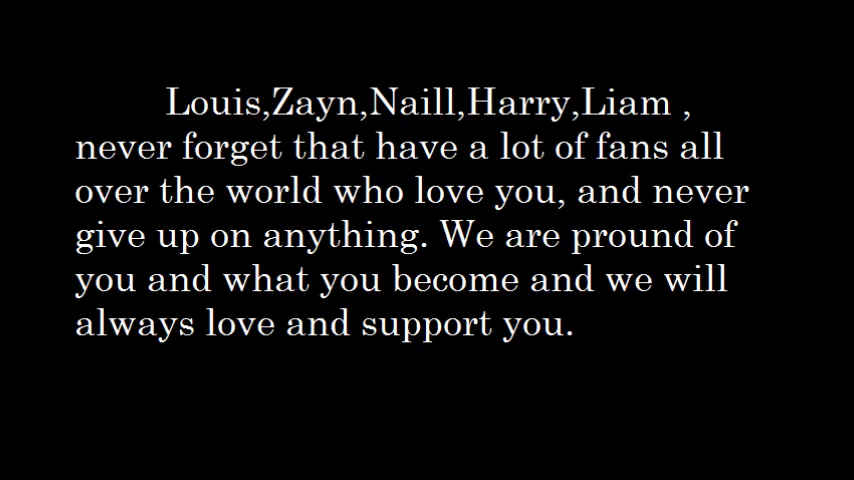 Louis,Zayn,Naill,Harry,Liam ,
never forget that have a lot of fans all
over the world who love you, and never
give up on anything. We are pround of
you and what you become and we will
always love and support you.